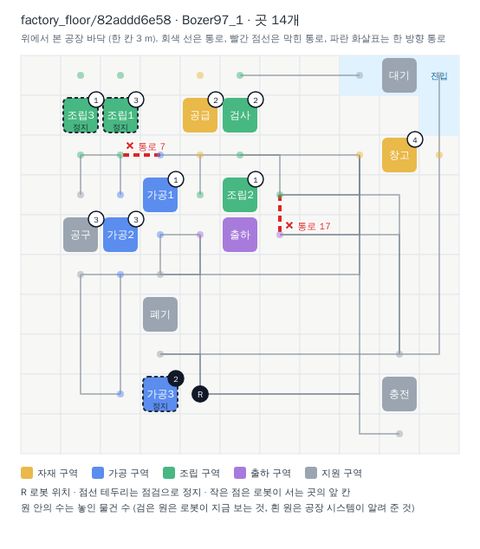 factory_floor/82addd6e58 · Bozer97_1 · 곳 14개
위에서 본 공장 바닥 (한 칸 3 m). 회색 선은 통로, 빨간 점선은 막힌 통로, 파란 화살표는 한 방향 통로
대기
1 3 2 2
조립3 조립1 공급 검사
정지 정지
4
창고
✕ 통로 7
1 1
가공1 조립2
✕ 통로 17
3 3
공구 가공2 출하
폐기
2
가공3 R 충전
정지
자재 구역 가공 구역 조립 구역 출하 구역 지원 구역
R 로봇 위치 · 점선 테두리는 점검으로 정지 · 작은 점은 로봇이 서는 곳의 앞 칸
원 안의 수는 놓인 물건 수 (검은 원은 로봇이 지금 보는 것, 흰 원은 공장 시스템이 알려 준 것)